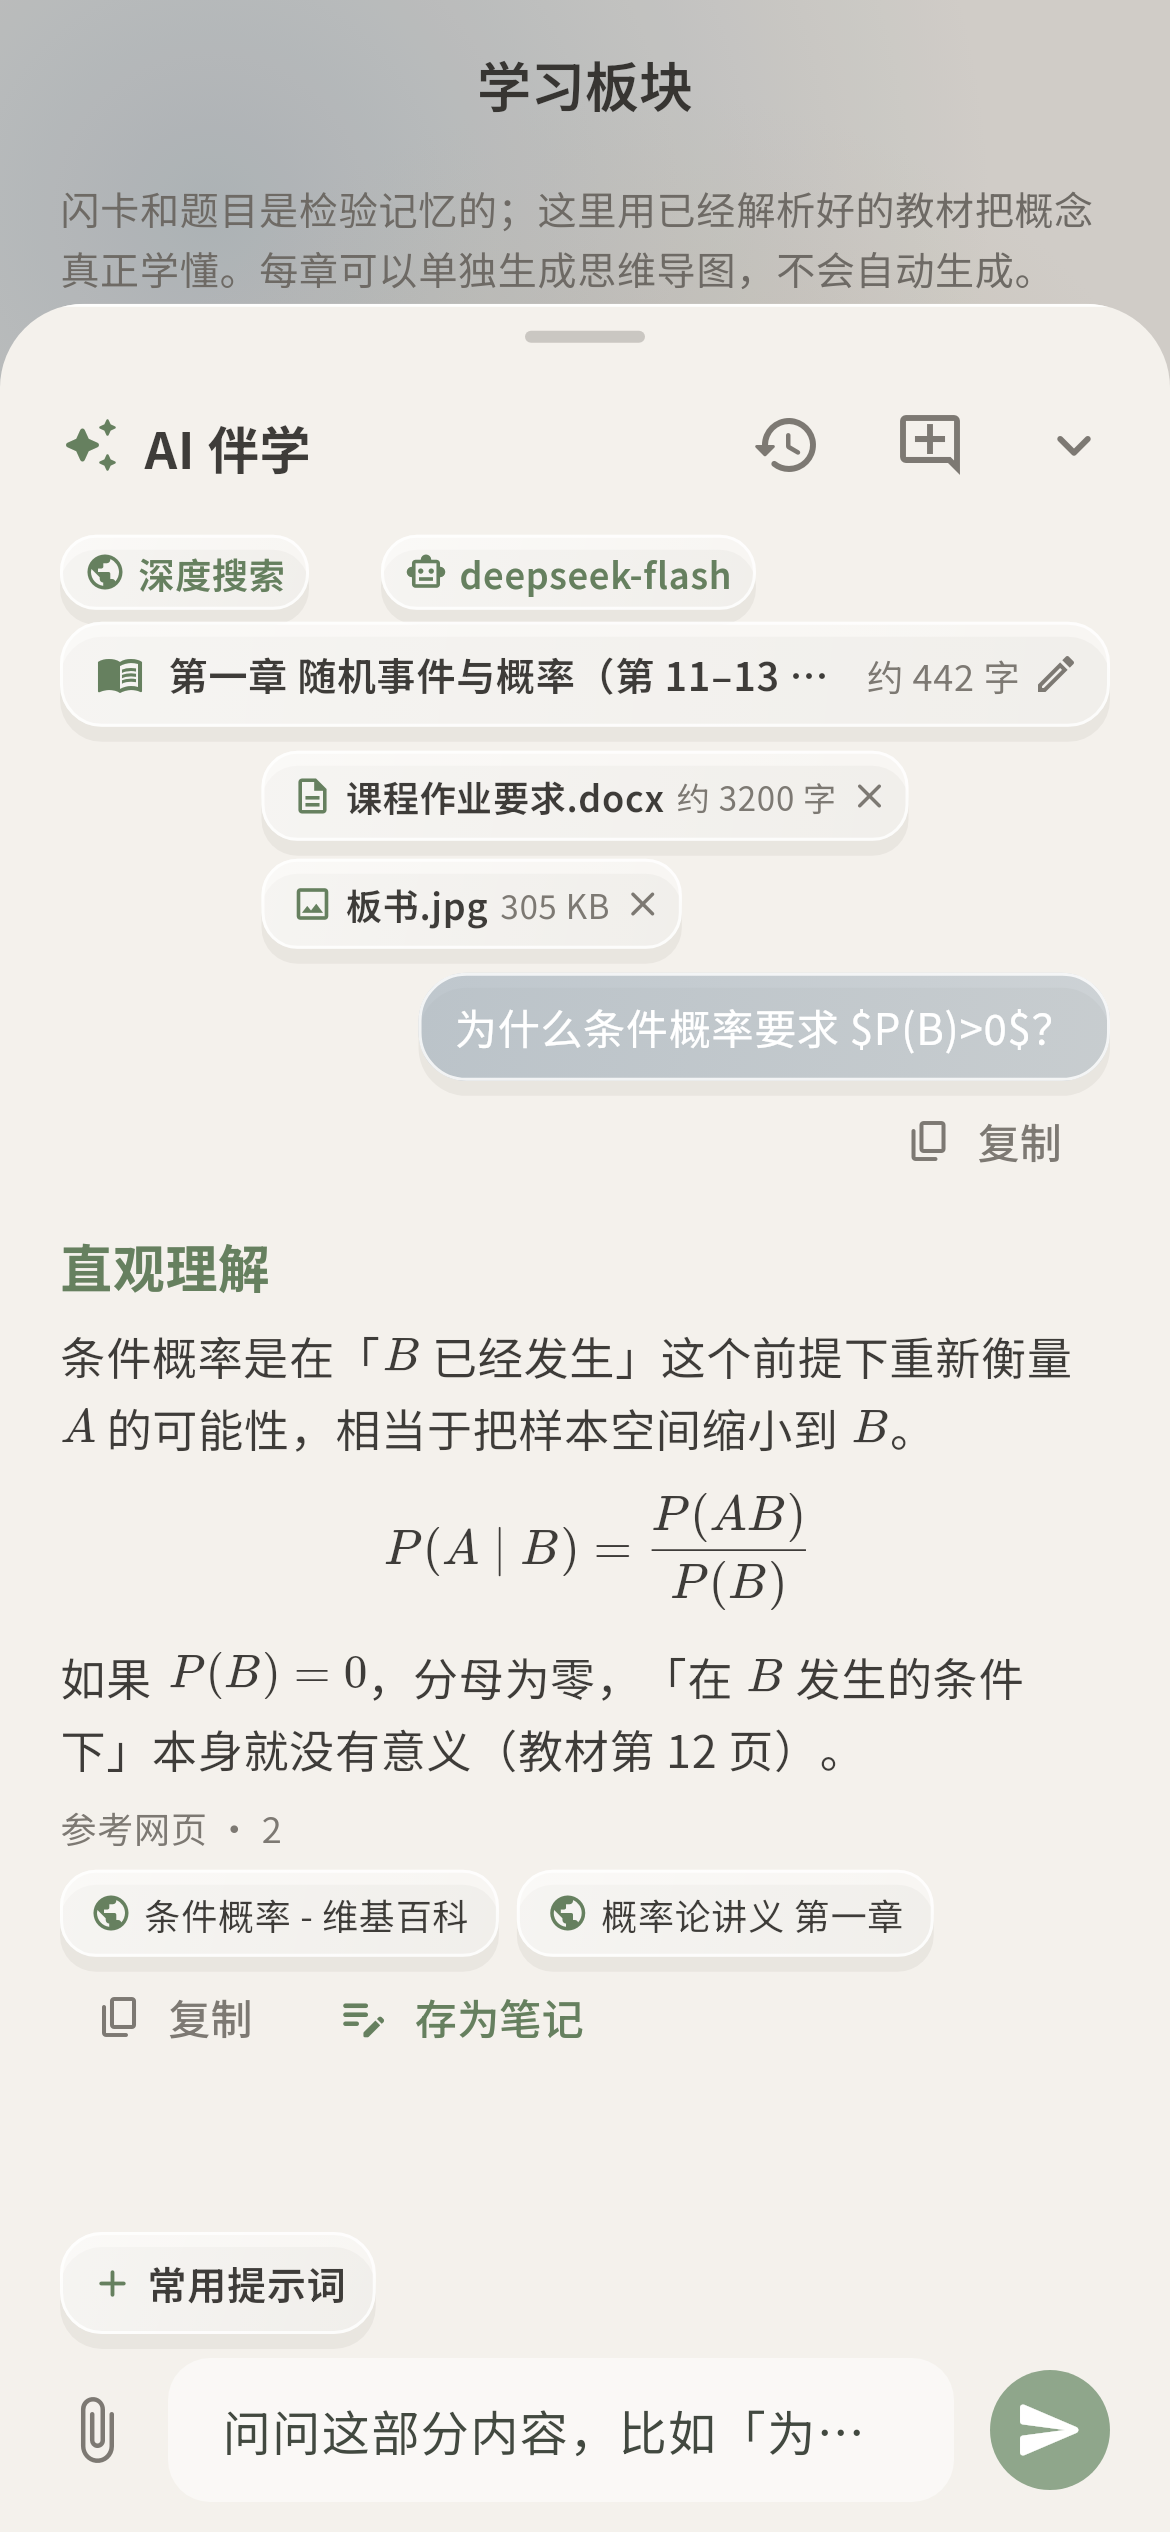 学习板块
闪卡和题目是检验记忆的；这里用已经解析好的教材把概念
真正学懂。每章可以单独生成思维导图，不会自动生成。
AI 伴学
深度搜索
deepseek-flash
第一章 随机事件与概率（第 11–13 … 约 442 字
课程作业要求.docx 约 3200 字
板书.jpg 305 KB
为什么条件概率要求 $P(B)>0$？
复制
直观理解
条件概率是在「B 已经发生」这个前提下重新衡量
A 的可能性，相当于把样本空间缩小到 B。
P(A | B) = P(AB) / P(B)
如果 P(B) = 0，分母为零，「在 B 发生的条件
下」本身就没有意义（教材第 12 页）。
参考网页 · 2
条件概率 - 维基百科
概率论讲义 第一章
复制
存为笔记
常用提示词
问问这部分内容，比如「为…